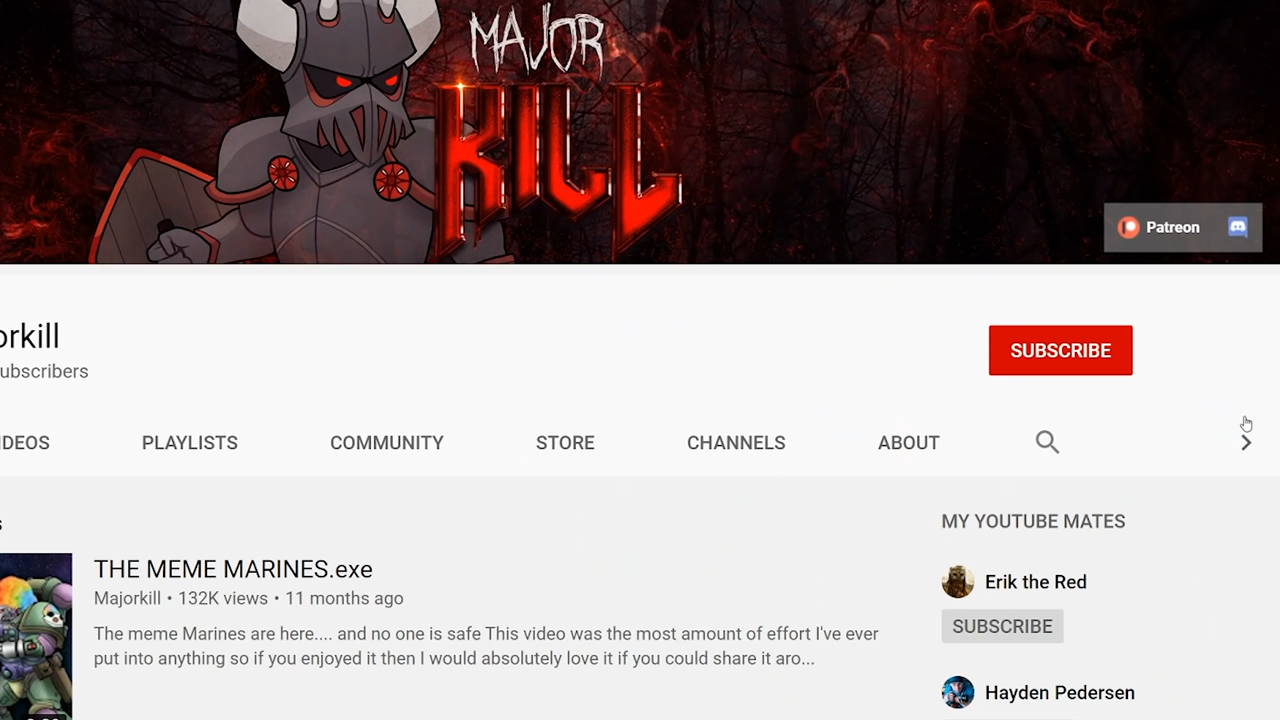 MAJOR
KILL
Patreon
orkill
ubscribers
SUBSCRIBE
IDEOS PLAYLISTS COMMUNITY STORE CHANNELS ABOUT
s
MY YOUTUBE MATES
THE MEME MARINES.exe
Majorkill • 132K views • 11 months ago
Erik the Red
SUBSCRIBE
The meme Marines are here.... and no one is safe This video was the most amount of effort I've ever
put into anything so if you enjoyed it then I would absolutely love it if you could share it aro...
Hayden Pedersen